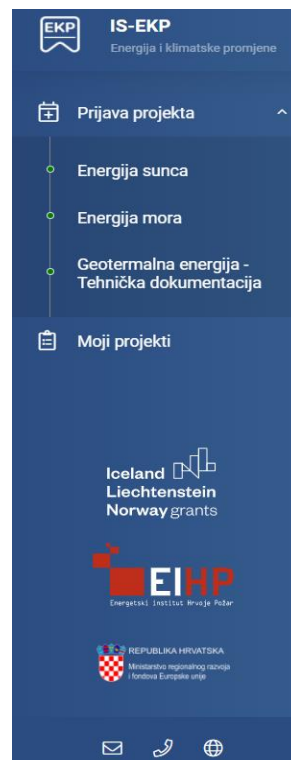 EKP
IS-EKP
Energija i klimatske promjene
Prijava projekta
Energija sunca
Energija mora
Geotermalna energija -
Tehnička dokumentacija
Moji projekti
Iceland
Liechtenstein
Norway grants
EIHP
Energetski Institut Hrvoje Požar
REPUBLIKA HRVATSKA
Ministarstvo regionalnog razvoja
i fondova Europske unije